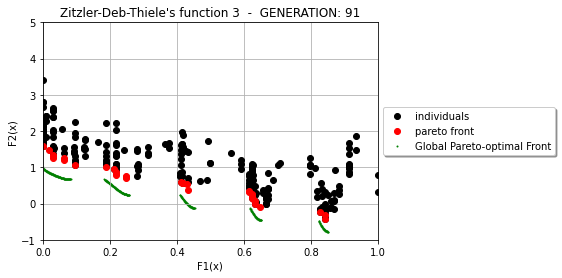 Zitzler-Deb-Thiele's function 3 - GENERATION: 91
F2(x)
5
4
3
2
1
0
−1
0.0 0.2 0.4 0.6 0.8 1.0
F1(x)
individuals
pareto front
Global Pareto-optimal Front